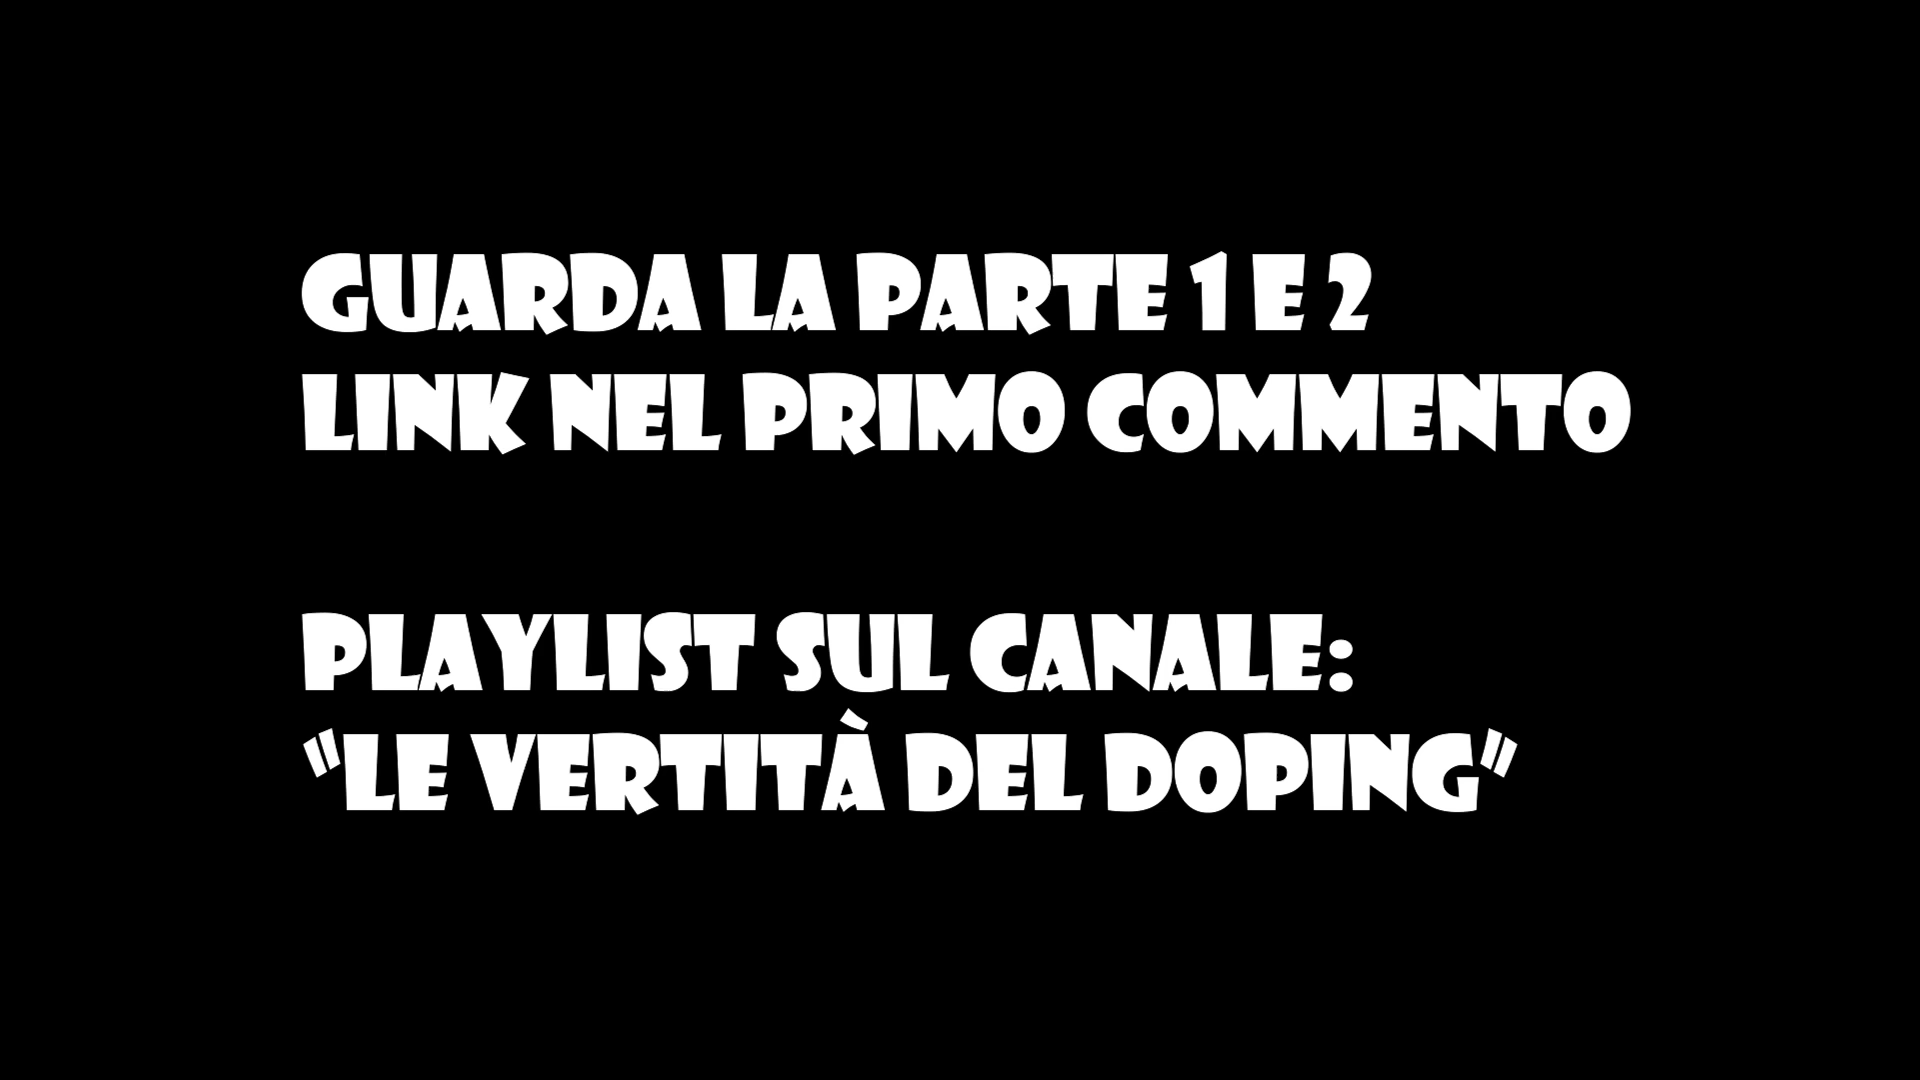 GUARDA LA PARTE 1 E 2
LINK NEL PRIMO COMMENTO
PLAYLIST SUL CANALE:
"LE VERTITÀ DEL DOPING"